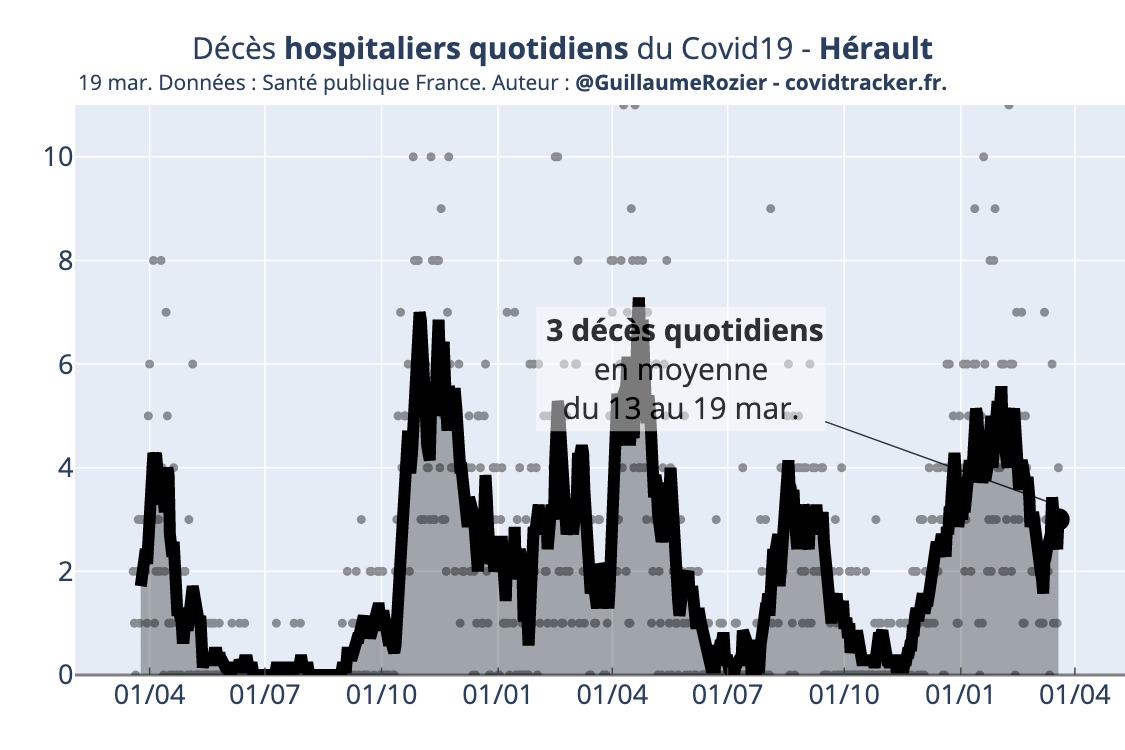 Décès hospitaliers quotidiens du Covid19 - Hérault
19 mar. Données : Santé publique France. Auteur : @GuillaumeRozier - covidtracker.fr.
10
8
6
4
2
0
3 décès quotidiens
en moyenne
du 13 au 19 mar.
01/04 01/07 01/10 01/01 01/04 01/07 01/10 01/01 01/04